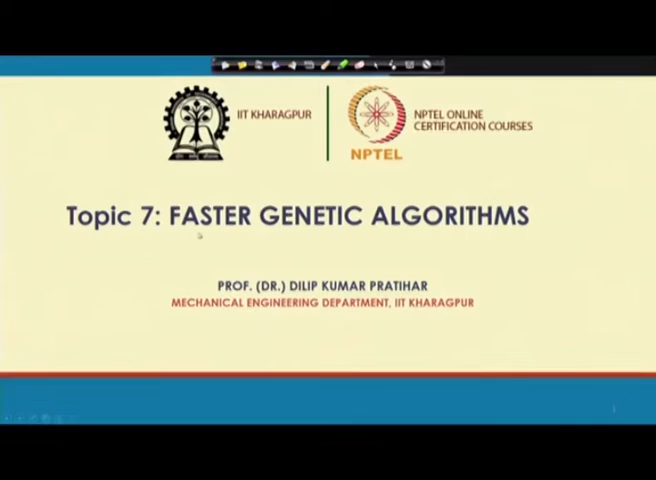 IIT KHARAGPUR
NPTEL ONLINE
CERTIFICATION COURSES
NPTEL
Topic 7: FASTER GENETIC ALGORITHMS
PROF. (DR.) DILIP KUMAR PRATIHAR
MECHANICAL ENGINEERING DEPARTMENT, IIT KHARAGPUR